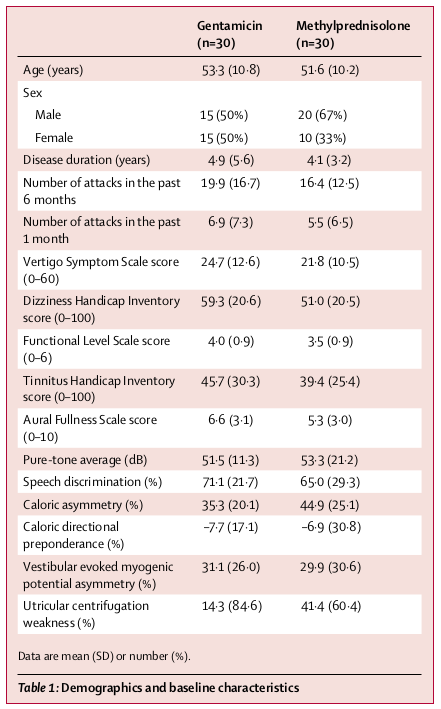 Gentamicin Methylprednisolone
(n=30) (n=30)
Age (years) 53·3 (10·8) 51·6 (10·2)
Sex
Male 15 (50%) 20 (67%)
Female 15 (50%) 10 (33%)
Disease duration (years) 4·9 (5·6) 4·1 (3·2)
Number of attacks in the past 19·9 (16·7) 16·4 (12·5)
6 months
Number of attacks in the past 6·9 (7·3) 5·5 (6·5)
1 month
Vertigo Symptom Scale score 24·7 (12·6) 21·8 (10·5)
(0–60)
Dizziness Handicap Inventory 59·3 (20·6) 51·0 (20·5)
score (0–100)
Functional Level Scale score 4·0 (0·9) 3·5 (0·9)
(0–6)
Tinnitus Handicap Inventory 45·7 (30·3) 39·4 (25·4)
score (0–100)
Aural Fullness Scale score 6·6 (3·1) 5·3 (3·0)
(0–10)
Pure-tone average (dB) 51·5 (11·3) 53·3 (21·2)
Speech discrimination (%) 71·1 (21·7) 65·0 (29·3)
Caloric asymmetry (%) 35·3 (20·1) 44·9 (25·1)
Caloric directional –7·7 (17·1) –6·9 (30·8)
preponderance (%)
Vestibular evoked myogenic 31·1 (26·0) 29·9 (30·6)
potential asymmetry (%)
Utricular centrifugation 14·3 (84·6) 41·4 (60·4)
weakness (%)
Data are mean (SD) or number (%).
Table 1: Demographics and baseline characteristics